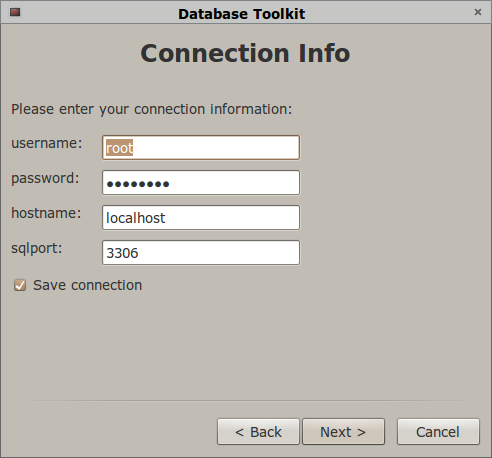 Database Toolkit
Connection Info
Please enter your connection information:
username: root
password: ●●●●●●●●
hostname: localhost
sqlport: 3306
Save connection
< Back Next > Cancel